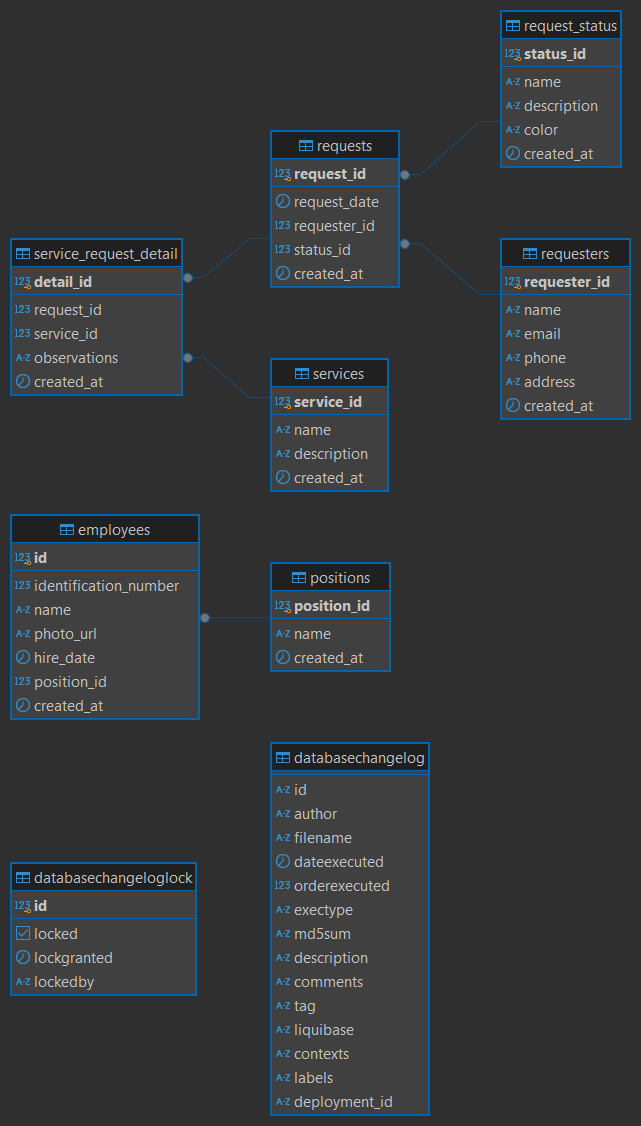 request_status
123 status_id
A-Z name
A-Z description
A-Z color
created_at
requests
123 request_id
request_date
123 requester_id
123 status_id
created_at
service_request_detail
123 detail_id
123 request_id
123 service_id
A-Z observations
created_at
requesters
123 requester_id
A-Z name
A-Z email
A-Z phone
A-Z address
created_at
services
123 service_id
A-Z name
A-Z description
created_at
employees
123 id
123 identification_number
A-Z name
A-Z photo_url
hire_date
123 position_id
created_at
positions
123 position_id
A-Z name
created_at
databasechangelog
A-Z id
A-Z author
A-Z filename
dateexecuted
123 orderexecuted
A-Z exectype
A-Z md5sum
A-Z description
A-Z comments
A-Z tag
A-Z liquibase
A-Z contexts
A-Z labels
A-Z deployment_id
databasechangeloglock
123 id
locked
lockgranted
A-Z lockedby